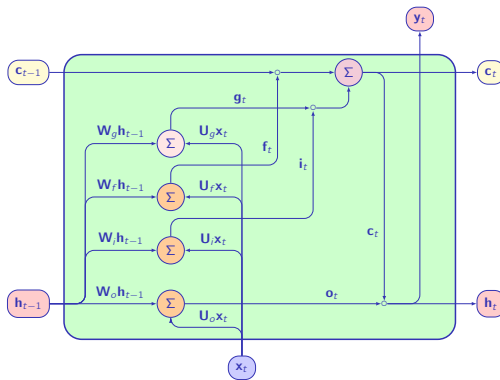 y_t
c_{t−1}
Σ
c_t
g_t
W_g h_{t−1}
U_g x_t
Σ
f_t
i_t
W_f h_{t−1}
U_f x_t
Σ
c_t
W_i h_{t−1}
U_i x_t
Σ
W_o h_{t−1}
o_t
h_{t−1}
Σ
h_t
U_o x_t
x_t